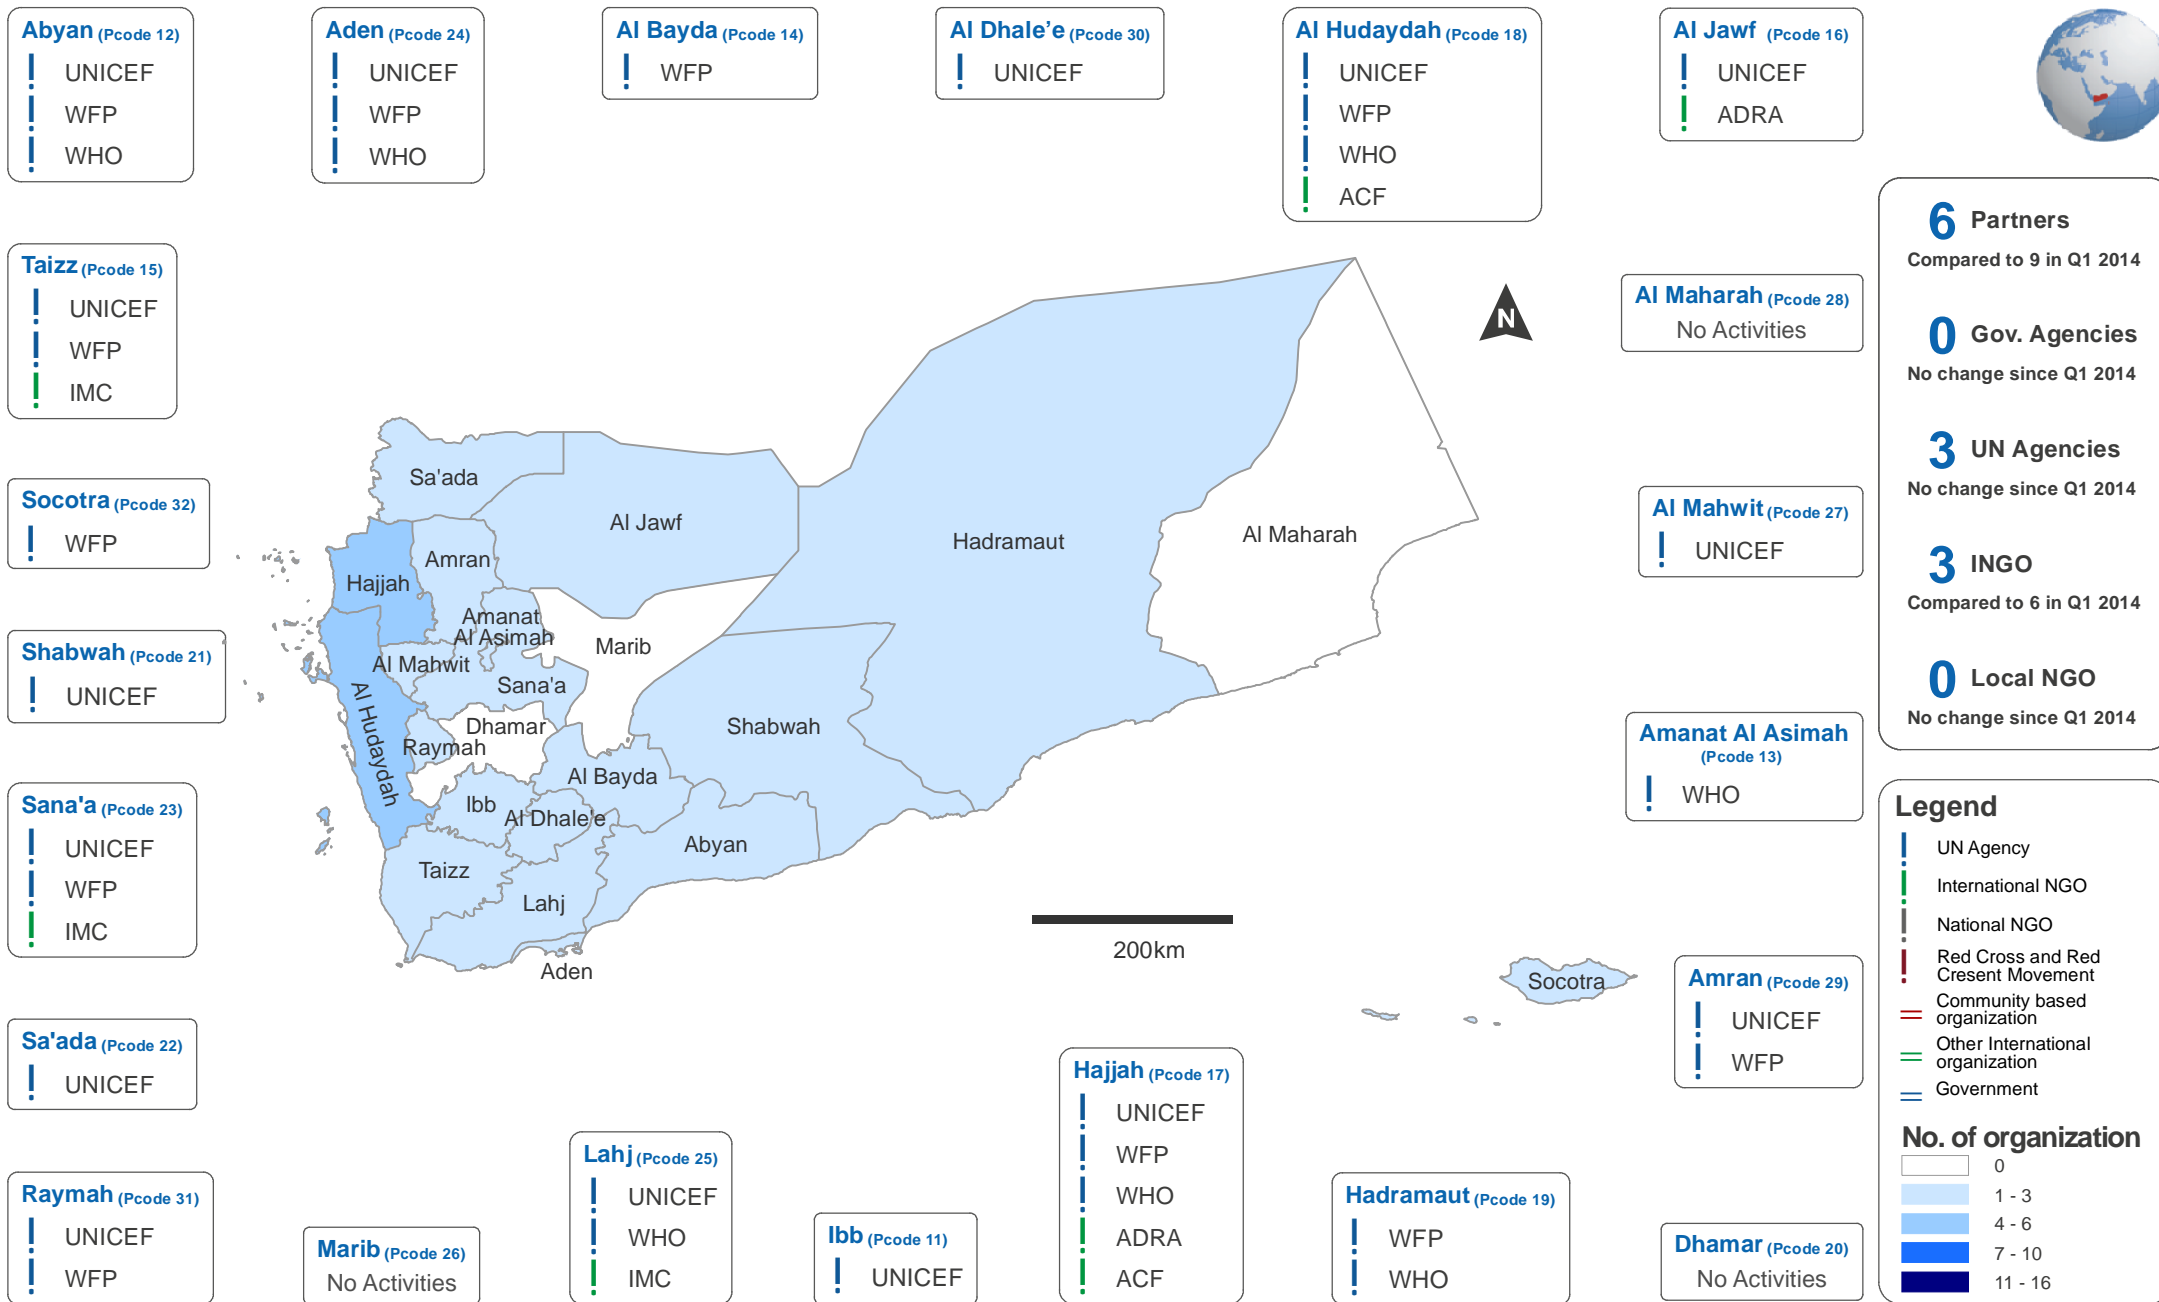 Abyan (Pcode 12)
UNICEF
WFP
WHO
Aden (Pcode 24)
UNICEF
WFP
WHO
Al Bayda (Pcode 14)
WFP
Al Dhale’e (Pcode 30)
UNICEF
Al Hudaydah (Pcode 18)
UNICEF
WFP
WHO
ACF
Al Jawf (Pcode 16)
UNICEF
ADRA
Taizz (Pcode 15)
UNICEF
WFP
IMC
Socotra (Pcode 32)
WFP
Shabwah (Pcode 21)
UNICEF
Sana'a (Pcode 23)
UNICEF
WFP
IMC
Sa'ada (Pcode 22)
UNICEF
Raymah (Pcode 31)
UNICEF
WFP
Marib (Pcode 26)
No Activities
Lahj (Pcode 25)
UNICEF
WHO
IMC
Ibb (Pcode 11)
UNICEF
Hajjah (Pcode 17)
UNICEF
WFP
WHO
ADRA
ACF
Hadramaut (Pcode 19)
WFP
WHO
Dhamar (Pcode 20)
No Activities
Amran (Pcode 29)
UNICEF
WFP
Amanat Al Asimah
(Pcode 13)
WHO
Al Mahwit (Pcode 27)
UNICEF
Al Maharah (Pcode 28)
No Activities
N
Sa'ada
Al Jawf
Hadramaut
Al Maharah
Amran
Hajjah
Amanat
Al Asimah
Marib
Al Mahwit
Sana'a
Al Hudaydah
Dhamar
Raymah
Shabwah
Al Bayda
Ibb
Al Dhale'e
Abyan
Taizz
Lahj
Aden
200km
Socotra
6 Partners
Compared to 9 in Q1 2014
0 Gov. Agencies
No change since Q1 2014
3 UN Agencies
No change since Q1 2014
3 INGO
Compared to 6 in Q1 2014
0 Local NGO
No change since Q1 2014
Legend
UN Agency
International NGO
National NGO
Red Cross and Red
Cresent Movement
Community based
organization
Other International
organization
Government
No. of organization
0
1 - 3
4 - 6
7 - 10
11 - 16